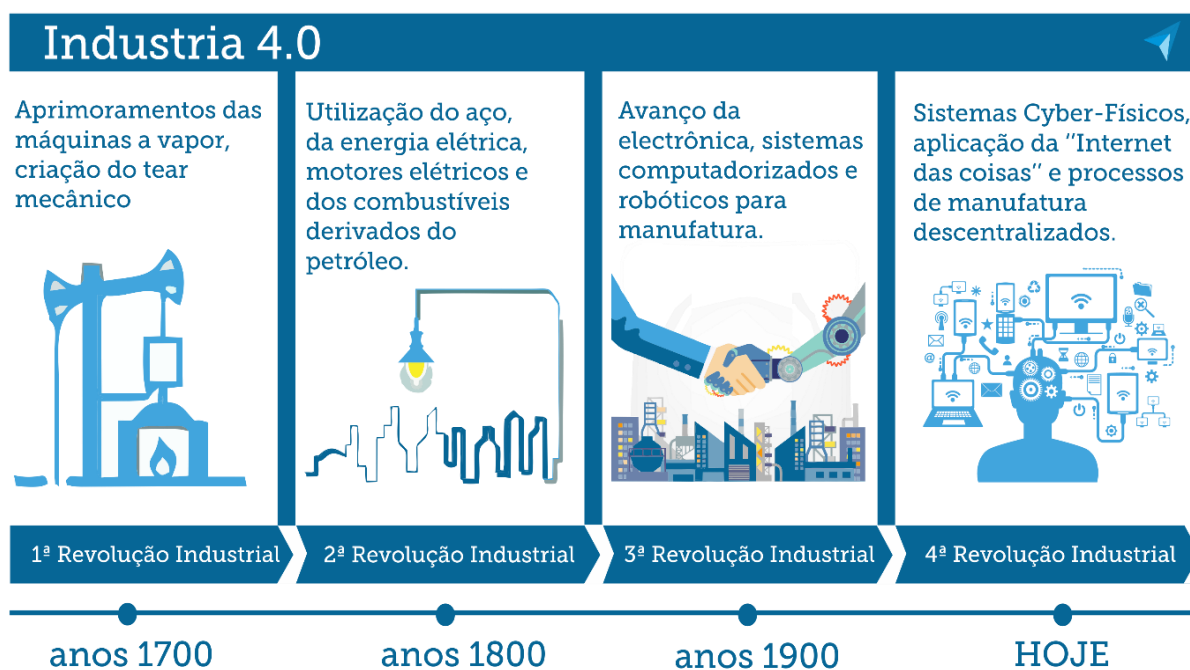 Industria 4.0
Aprimoramentos das
máquinas a vapor,
criação do tear
mecânico
Utilização do aço,
da energia elétrica,
motores elétricos e
dos combustíveis
derivados do
petróleo.
Avanço da
electrônica, sistemas
computadorizados e
robóticos para
manufatura.
Sistemas Cyber-Físicos,
aplicação da ‘‘Internet
das coisas’’ e processos
de manufatura
descentralizados.
1ª Revolução Industrial
2ª Revolução Industrial
3ª Revolução Industrial
4ª Revolução Industrial
anos 1700
anos 1800
anos 1900
HOJE